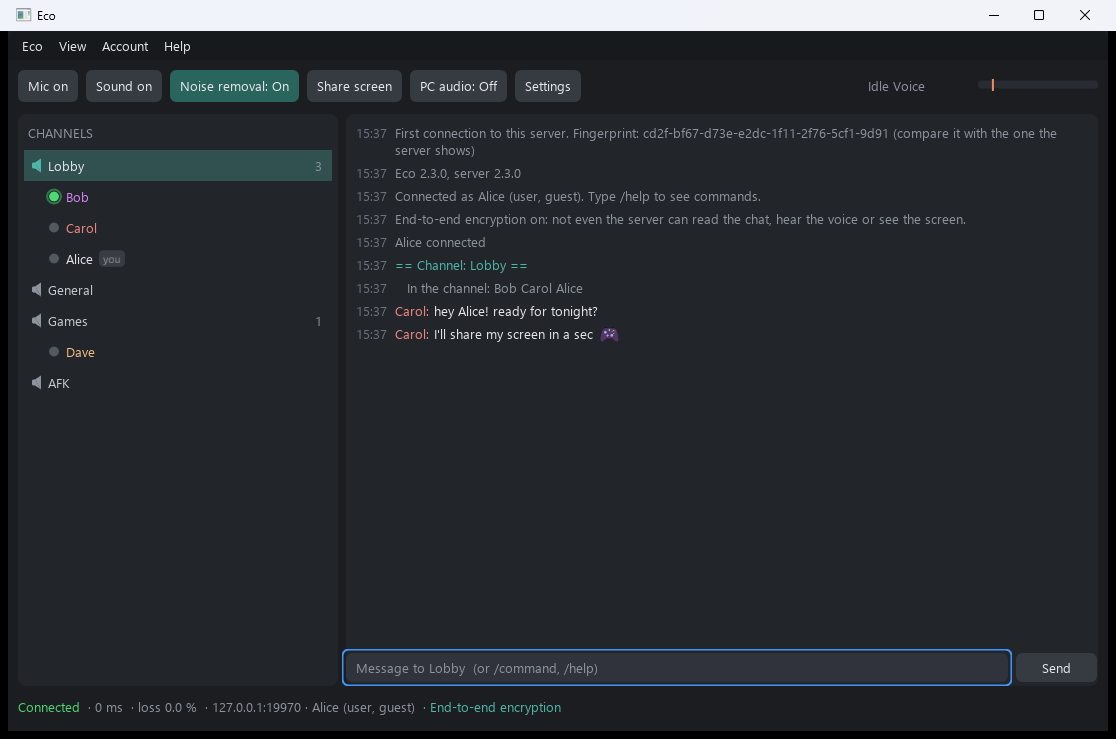 Eco
Eco View Account Help
Mic on Sound on Noise removal: On Share screen PC audio: Off Settings Idle Voice
CHANNELS
Lobby 3
Bob
Carol
Alice you
General
Games 1
Dave
AFK
15:37 First connection to this server. Fingerprint: cd2f-bf67-d73e-e2dc-1f11-2f76-5cf1-9d91 (compare it with the one the
server shows)
15:37 Eco 2.3.0, server 2.3.0
15:37 Connected as Alice (user, guest). Type /help to see commands.
15:37 End-to-end encryption on: not even the server can read the chat, hear the voice or see the screen.
15:37 Alice connected
15:37 == Channel: Lobby ==
15:37 In the channel: Bob Carol Alice
15:37 Carol: hey Alice! ready for tonight?
15:37 Carol: I'll share my screen in a sec 🎮
Message to Lobby (or /command, /help) Send
Connected · 0 ms · loss 0.0 % · 127.0.0.1:19970 · Alice (user, guest) · End-to-end encryption